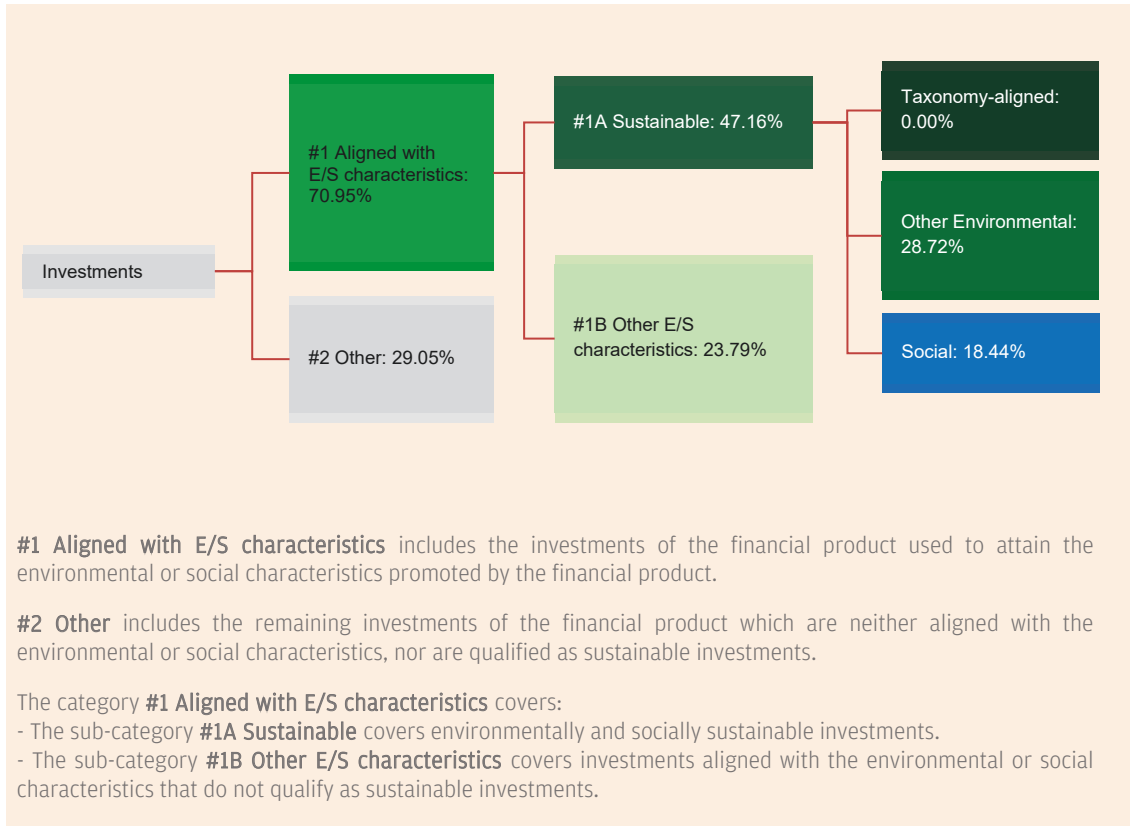 Investments
#1 Aligned with
E/S characteristics:
70.95%
#2 Other: 29.05%
#1A Sustainable: 47.16%
#1B Other E/S
characteristics: 23.79%
Taxonomy-aligned:
0.00%
Other Environmental:
28.72%
Social: 18.44%
#1 Aligned with E/S characteristics includes the investments of the financial product used to attain the
environmental or social characteristics promoted by the financial product.
#2 Other includes the remaining investments of the financial product which are neither aligned with the
environmental or social characteristics, nor are qualified as sustainable investments.
The category #1 Aligned with E/S characteristics covers:
- The sub-category #1A Sustainable covers environmentally and socially sustainable investments.
- The sub-category #1B Other E/S characteristics covers investments aligned with the environmental or social
characteristics that do not qualify as sustainable investments.